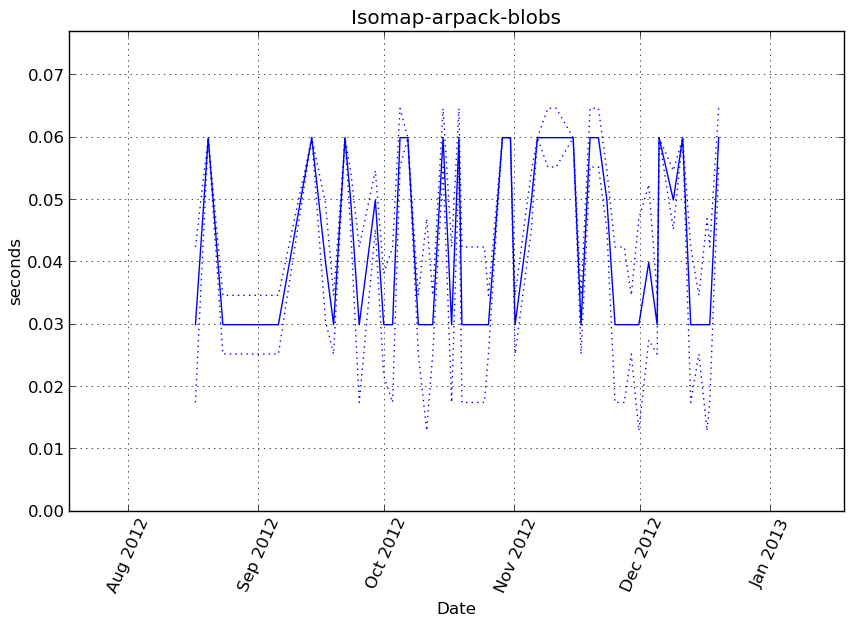 Isomap-arpack-blobs
0.07
0.06
0.05
0.04
0.03
0.02
0.01
0.00
seconds
Aug 2012
Sep 2012
Oct 2012
Nov 2012
Dec 2012
Jan 2013
Date